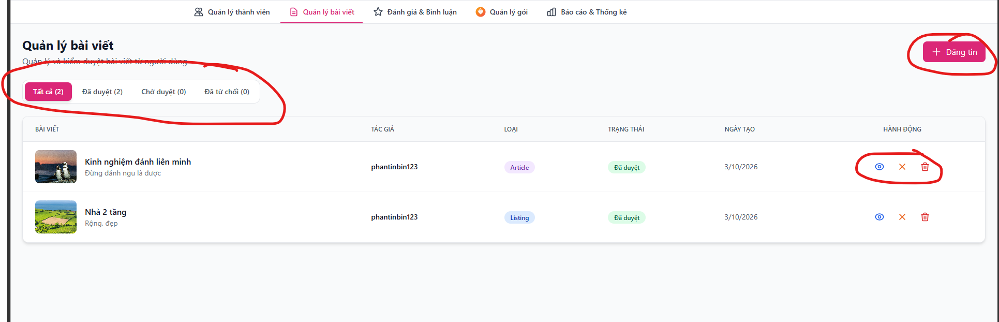 Quản lý thành viên Quản lý bài viết Đánh giá & Bình luận Quản lý gói Báo cáo & Thống kê
Quản lý bài viết
+ Đăng tin
Quản lý và kiểm duyệt bài viết từ người dùng
Tất cả (2) Đã duyệt (2) Chờ duyệt (0) Đã từ chối (0)
BÀI VIẾT TÁC GIẢ LOẠI TRẠNG THÁI NGÀY TẠO HÀNH ĐỘNG
Kinh nghiệm đánh liên minh
Đừng đánh ngu là được
phantinbin123 Article Đã duyệt 3/10/2026
Nhà 2 tầng
Rộng, đẹp
phantinbin123 Listing Đã duyệt 3/10/2026